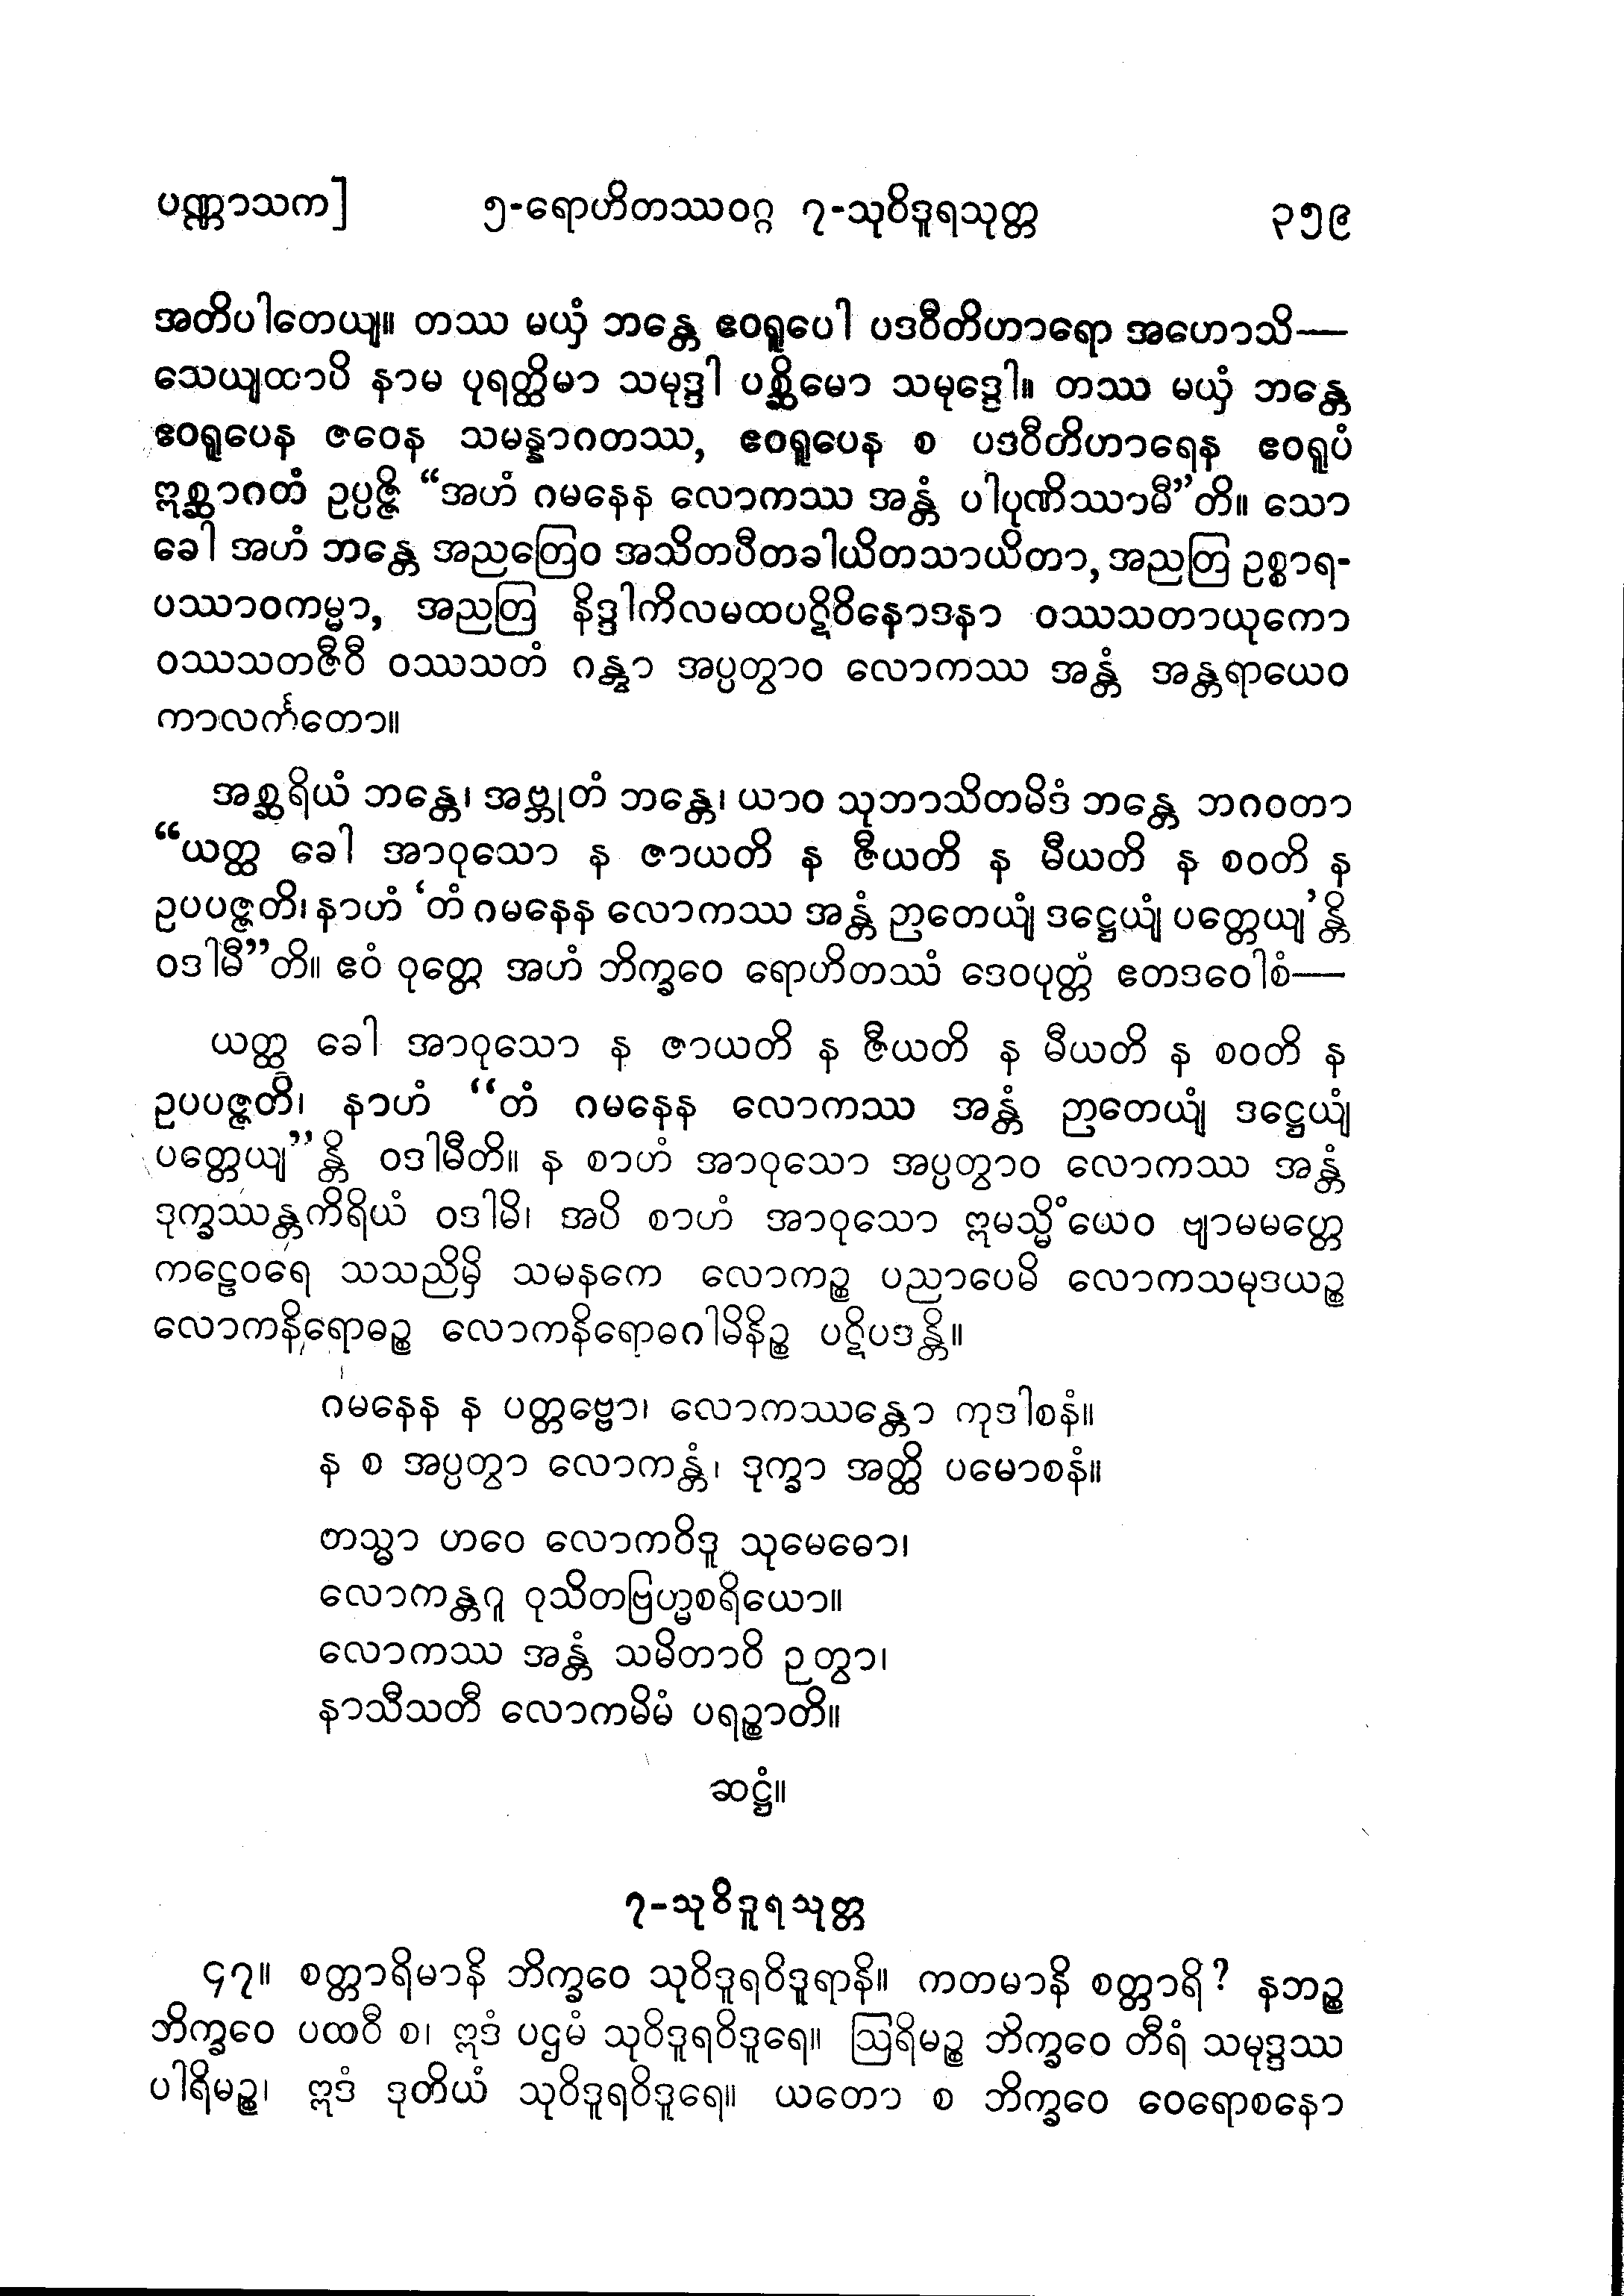 ပဏ္ဏာသက]	၅-ရောဟိတဿဝဂ္ဂ ၇-သုဝိဒူရသုတ္တ	၃၅၉
အတိပါတေယျ။ တဿ မယှံ ဘန္တေ ဧဝရူပေါ ပဒဝီတိဟာရော အဟောသိ—
သေယျထာပိ နာမ ပုရတ္ထိမာ သမုဒ္ဒါ ပစ္ဆိမော သမုဒ္ဒေါ။ တဿ မယှံ ဘန္တေ
ဧဝရူပေန ဇဝေန သမန္နာဂတဿ, ဧဝရူပေန စ ပဒဝီတိဟာရေန ဧဝရူပံ
ဣစ္ဆာဂတံ ဥပ္ပဇ္ဇိ “အဟံ ဂမနေန လောကဿ အန္တံ ပါပုဏိဿာမီ”တိ။ သော
ခေါ အဟံ ဘန္တေ အညတြေဝ အသိတပီတခါယိတသာယိတာ, အညတြ ဥစ္စာရ-
ပဿာဝကမ္မာ, အညတြ နိဒ္ဒါကိလမထပဋိဝိနောဒနာ ဝဿသတာယုကော
ဝဿသတဇီဝီ ဝဿသတံ ဂန္တွာ အပ္ပတွာဝ လောကဿ အန္တံ အန္တရာယေဝ
ကာလင်္ကတော။
အစ္ဆရိယံ ဘန္တေ၊ အဗ္ဘုတံ ဘန္တေ၊ ယာဝ သုဘာသိတမိဒံ ဘန္တေ ဘဂဝတာ
“ယတ္ထ ခေါ အာဝုသော န ဇာယတိ န ဇီယတိ န မီယတိ န စဝတိ န
ဥပပဇ္ဇတိ၊ နာဟံ ‘တံ ဂမနေန လောကဿ အန္တံ ဉာတေယျံ ဒဋ္ဌေယျံ ပတ္တေယျ’န္တိ
ဝဒါမီ”တိ။ ဧဝံ ဝုတ္တေ အဟံ ဘိက္ခဝေ ရောဟိတဿံ ဒေဝပုတ္တံ ဧတဒဝေါစံ—
ယတ္ထ ခေါ အာဝုသော န ဇာယတိ န ဇီယတိ န မီယတိ န စဝတိ န
ဥပပဇ္ဇတိ၊ နာဟံ “တံ ဂမနေန လောကဿ အန္တံ ဉာတေယျံ ဒဋ္ဌေယျံ
ပတ္တေယျ”န္တိ ဝဒါမီတိ။ န စာဟံ အာဝုသော အပ္ပတွာဝ လောကဿ အန္တံ
ဒုက္ခဿန္တကိရိယံ ဝဒါမိ၊ အပိ စာဟံ အာဝုသော ဣမသ္မိံယေဝ ဗျာမမတ္တေ
ကဠေဝရေ သသညိမှိ သမနကေ လောကဉ္စ ပညာပေမိ လောကသမုဒယဉ္စ
လောကနိရောဓဉ္စ လောကနိရောဓဂါမိနိဉ္စ ပဋိပဒန္တိ။
ဂမနေန န ပတ္တဗ္ဗော၊ လောကဿန္တော ကုဒါစနံ။
န စ အပ္ပတွာ လောကန္တံ၊ ဒုက္ခာ အတ္ထိ ပမောစနံ။
တသ္မာ ဟဝေ လောကဝိဒူ သုမေဓော၊
လောကန္တဂူ ဝုသိတဗြဟ္မစရိယော။
လောကဿ အန္တံ သမိတာဝိ ဉတွာ၊
နာသီသတီ လောကမိမံ ပရဉ္စာတိ။
ဆဋ္ဌံ။
၇-သုဝိဒူရသုတ္တ
၄၇။ စတ္တာရိမာနိ ဘိက္ခဝေ သုဝိဒူရဝိဒူရာနိ။ ကတမာနိ စတ္တာရိ? နဘဉ္စ
ဘိက္ခဝေ ပထဝီ စ၊ ဣဒံ ပဌမံ သုဝိဒူရဝိဒူရေ။ ဩရိမဉ္စ ဘိက္ခဝေ တီရံ သမုဒ္ဒဿ
ပါရိမဉ္စ၊ ဣဒံ ဒုတိယံ သုဝိဒူရဝိဒူရေ။ ယတော စ ဘိက္ခဝေ ဝေရောစနော